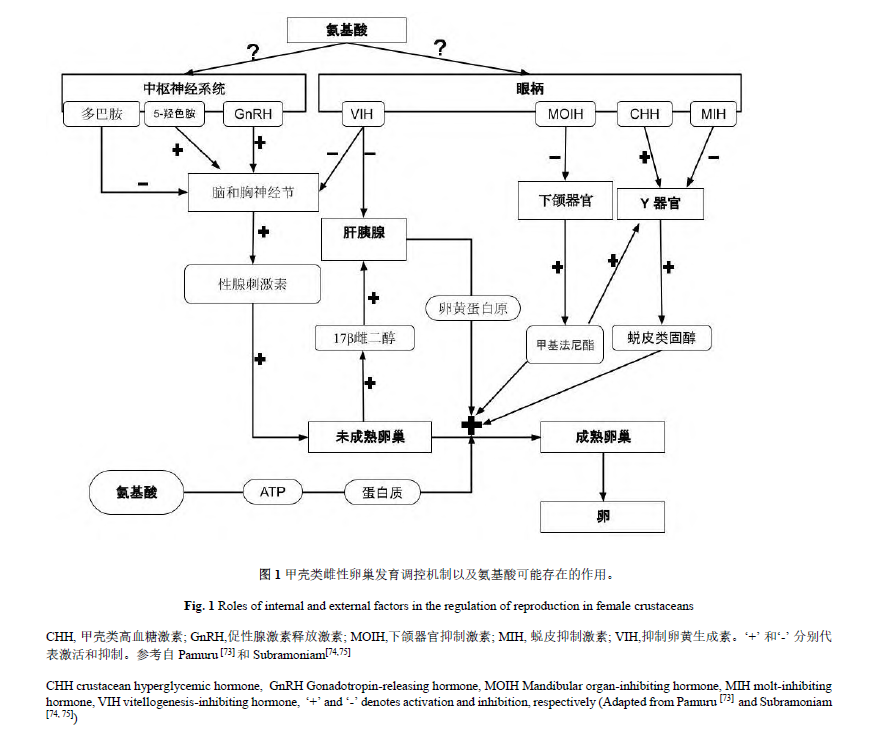 氨基酸
? ?
中枢神经系统 眼柄
多巴胺 5-羟色胺 GnRH VIH MOIH CHH MIH
+ + − − − + −
−
脑和胸神经节 下颌器官 Y 器官
+ 肝胰腺
+ + +
性腺刺激素
+ 卵黄蛋白原
17β雌二醇 甲基法尼酯 蜕皮类固醇
+
+
+
未成熟卵巢 成熟卵巢
氨基酸 ATP 蛋白质
卵
图 1 甲壳类雌性卵巢发育调控机制以及氨基酸可能存在的作用。
Fig. 1 Roles of internal and external factors in the regulation of reproduction in female crustaceans
CHH, 甲壳类高血糖激素; GnRH,促性腺激素释放激素; MOIH,下颌器官抑制激素; MIH, 蜕皮抑制激素; VIH,抑制卵黄生成素。‘+’ 和‘-’ 分别代
表激活和抑制。参考自 Pamuru [73] 和 Subramoniam[74,75]
CHH crustacean hyperglycemic hormone, GnRH Gonadotropin-releasing hormone, MOIH Mandibular organ-inhibiting hormone, MIH molt-inhibiting
hormone, VIH vitellogenesis-inhibiting hormone, ‘+’ and ‘-’ denotes activation and inhibition, respectively (Adapted from Pamuru [73] and Subramoniam
[74, 75])